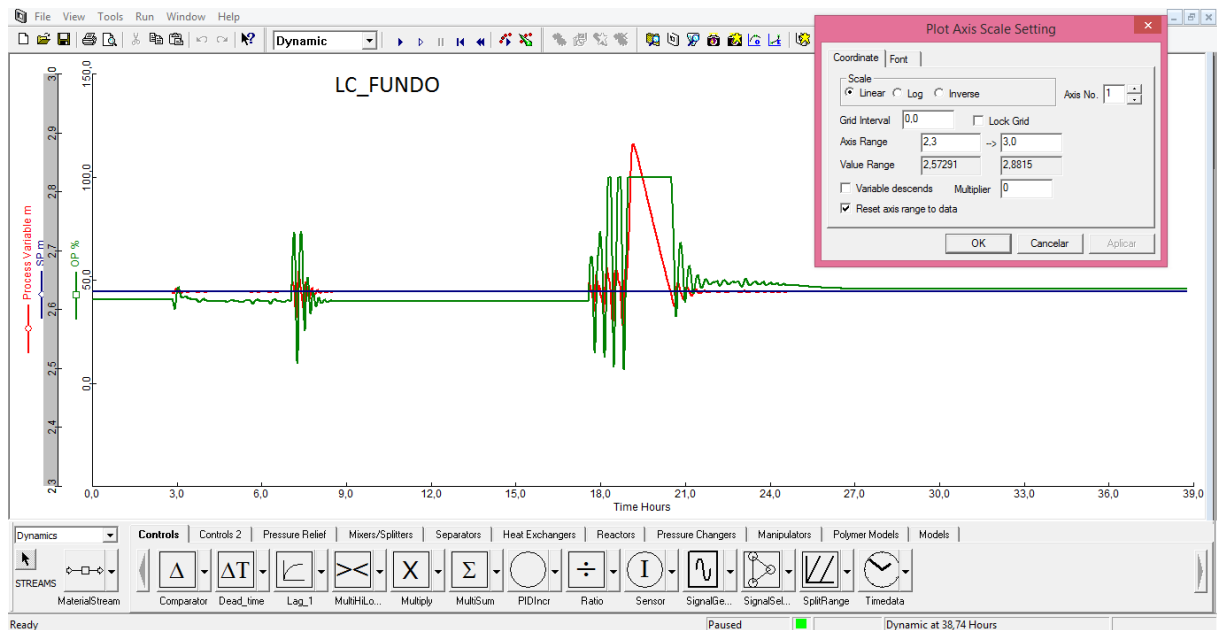 File View Tools Run Window Help
Dynamic
LC_FUNDO
Plot Axis Scale Setting
Coordinate Font
Scale
Linear Log Inverse
Axis No. 1
Grid Interval 0,0 Lock Grid
Axis Range 2,3 --> 3,0
Value Range 2,57291 2,8815
Variable descends Multiplier 0
Reset axis range to data
OK Cancelar Aplicar
Process Variable m
SP m
OP %
3,0
2,9
2,8
2,7
2,6
2,5
2,4
2,3
150,0
100,0
50,0
0,0
0,0 3,0 6,0 9,0 12,0 15,0 18,0 21,0 24,0 27,0 30,0 33,0 36,0 39,0
Time Hours
Dynamics
Controls Controls 2 Pressure Relief Mixers/Splitters Separators Heat Exchangers Reactors Pressure Changers Manipulators Polymer Models Models
Δ ΔT >< X Σ ÷ I
STREAMS
MaterialStream Comparator Dead_time Lag_1 MultiHiLo... Multiply MultiSum PIDIncr Ratio Sensor SignalGe... SignalSel... SplitRange Timedata
Ready Paused Dynamic at 38,74 Hours